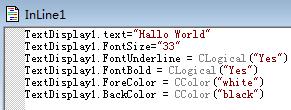 InLine1
TextDisplay1.text="Hallo World"
TextDisplay1.FontSize="33"
TextDisplay1.FontUnderline = CLogical("Yes")
TextDisplay1.FontBold = CLogical("Yes")
TextDisplay1.ForeColor = CColor("white")
TextDisplay1.BackColor = CColor("black")